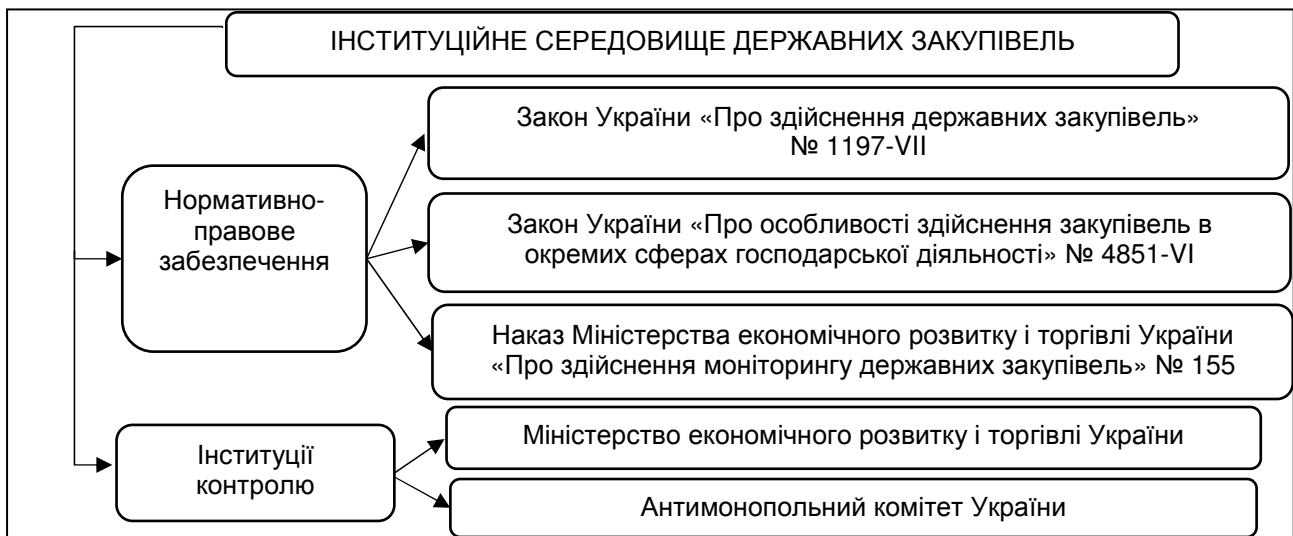 ІНСТИТУЦІЙНЕ СЕРЕДОВИЩЕ ДЕРЖАВНИХ ЗАКУПІВЕЛЬ
Нормативно-
правове
забезпечення
Закон України «Про здійснення державних закупівель»
№ 1197-VII
Закон України «Про особливості здійснення закупівель в
окремих сферах господарської діяльності» № 4851-VI
Наказ Міністерства економічного розвитку і торгівлі України
«Про здійснення моніторингу державних закупівель» № 155
Інституції
контролю
Міністерство економічного розвитку і торгівлі України
Антимонопольний комітет України